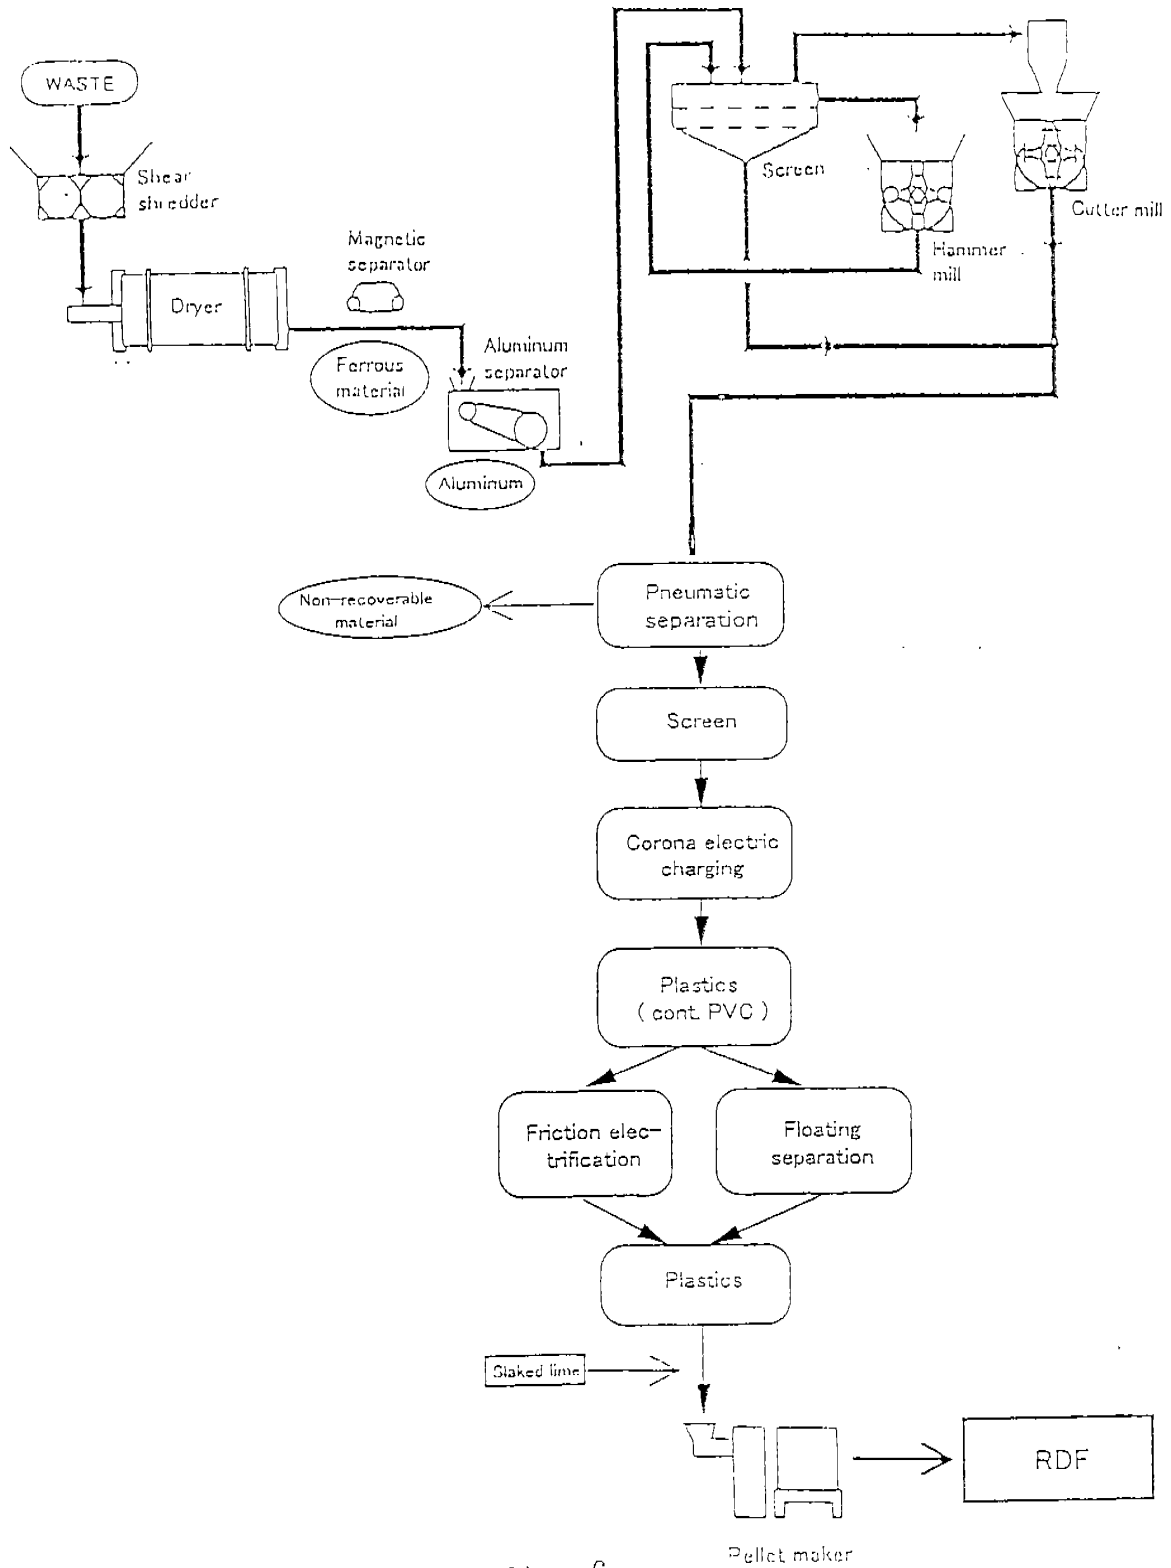 WASTE
Shear
shredder
Dryer
Magnetic
separator
Ferrous
material
Aluminum
separator
Aluminum
Screen
Hammer
mill
Cutter mill
Non-recoverable
material
Pneumatic
separation
Screen
Corona electric
charging
Plastics
( cont. PVC )
Friction elec-
trification
Floating
separation
Plastics
Slaked lime
RDF
Pellet maker